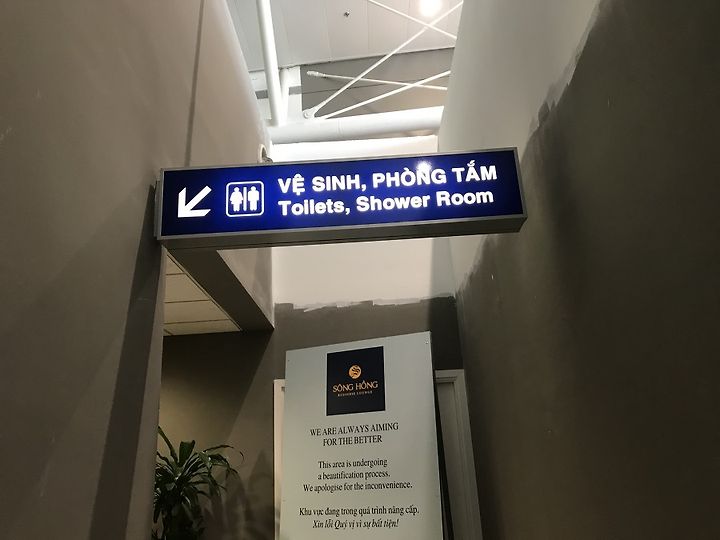 VỆ SINH, PHÒNG TẮM
Toilets, Shower Room
SÔNG HỒNG
BUSINESS LOUNGE
WE ARE ALWAYS AIMING
FOR THE BETTER
This area is undergoing
a beautification process.
We apologise for the inconvenience.
Khu vực đang trong quá trình nâng cấp.
Xin lỗi Quý vị vì sự bất tiện!